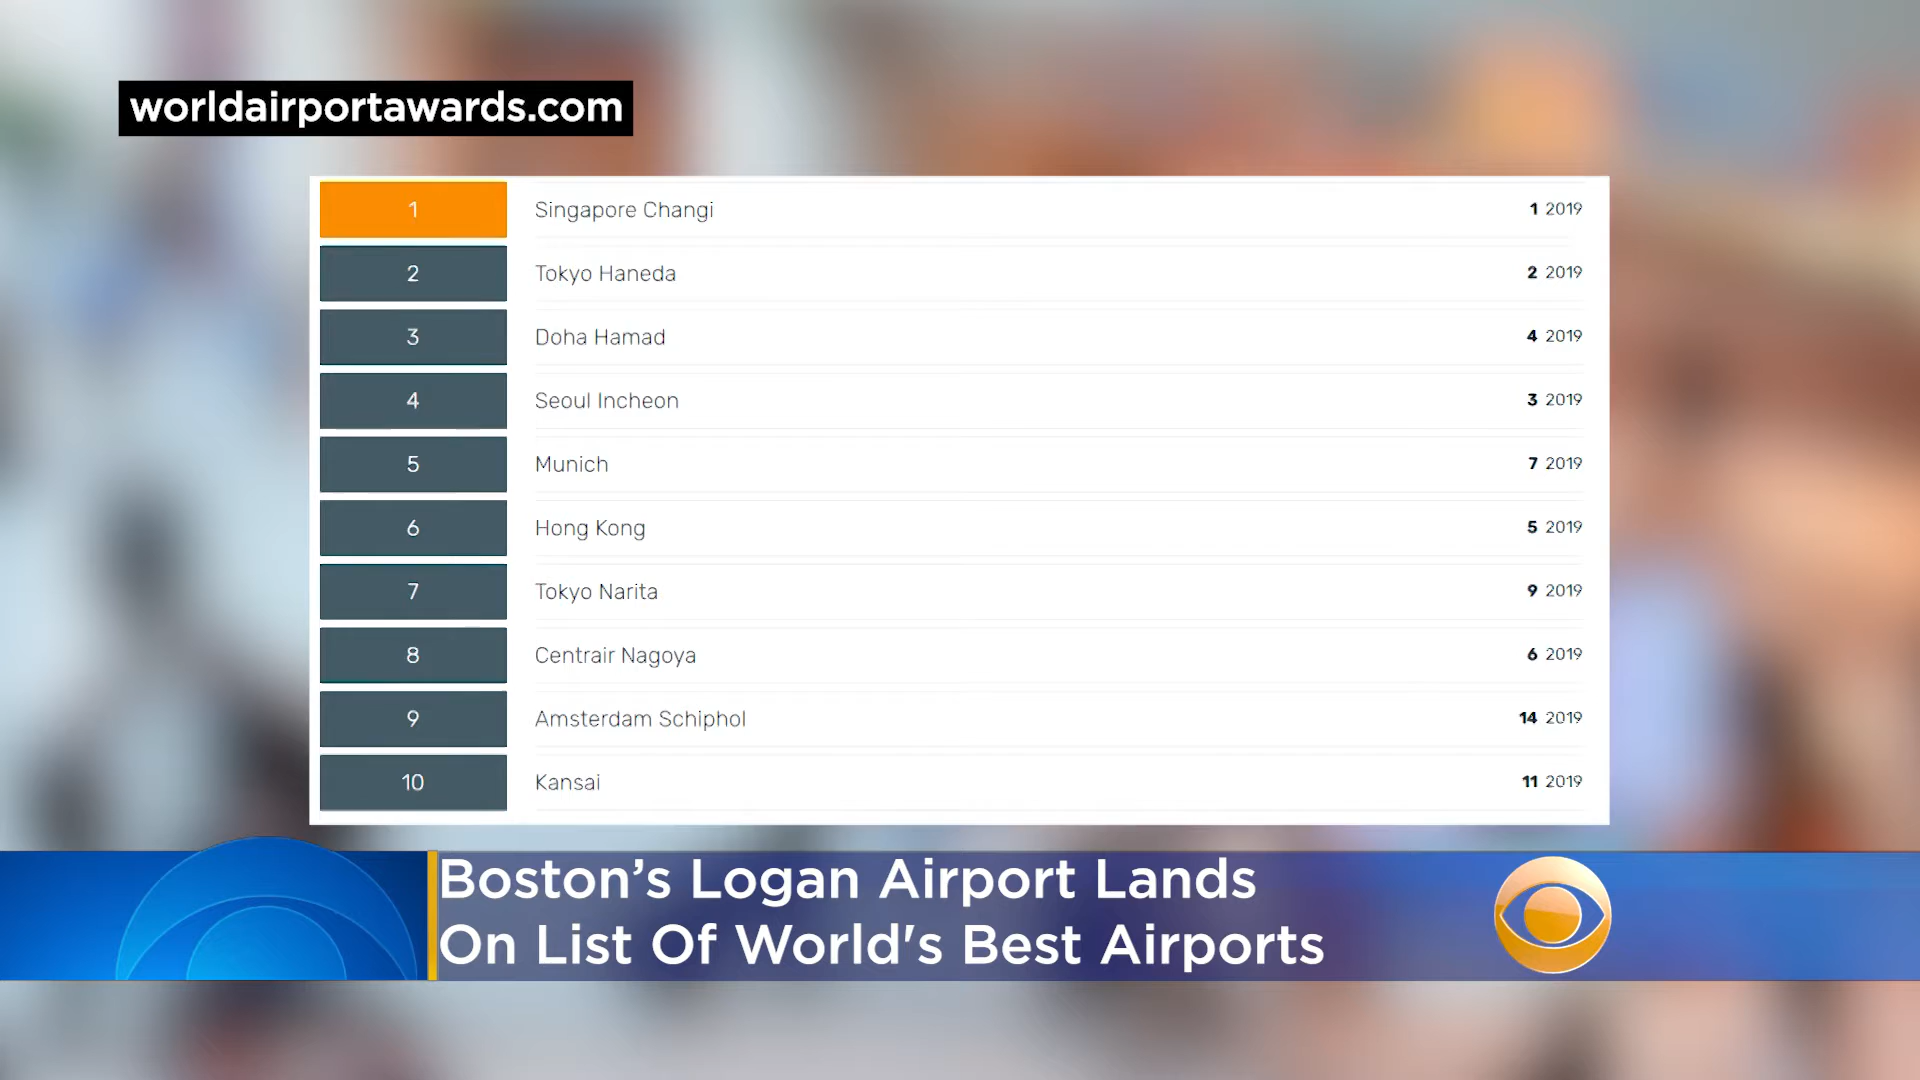 worldairportawards.com
1 Singapore Changi 1 2019
2 Tokyo Haneda 2 2019
3 Doha Hamad 4 2019
4 Seoul Incheon 3 2019
5 Munich 7 2019
6 Hong Kong 5 2019
7 Tokyo Narita 9 2019
8 Centrair Nagoya 6 2019
9 Amsterdam Schiphol 14 2019
10 Kansai 11 2019
Boston’s Logan Airport Lands
On List Of World's Best Airports